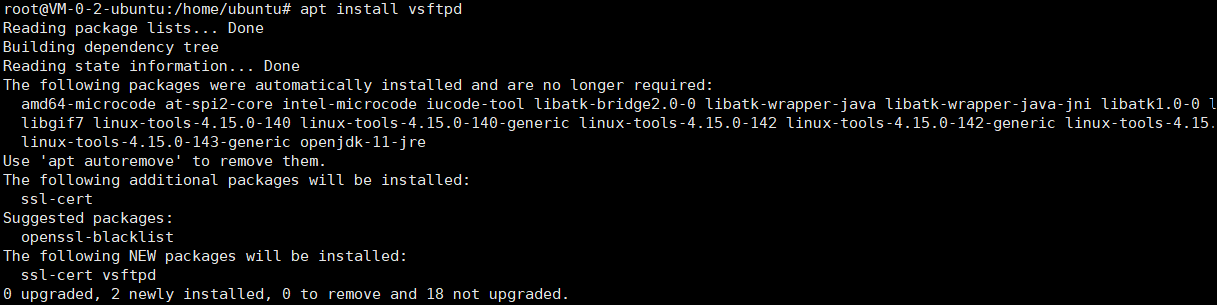 root@VM-0-2-ubuntu:/home/ubuntu# apt install vsftpd
Reading package lists... Done
Building dependency tree
Reading state information... Done
The following packages were automatically installed and are no longer required:
  amd64-microcode at-spi2-core intel-microcode iucode-tool libatk-bridge2.0-0 libatk-wrapper-java libatk-wrapper-java-jni libatk1.0-0 l
  libgif7 linux-tools-4.15.0-140 linux-tools-4.15.0-140-generic linux-tools-4.15.0-142 linux-tools-4.15.0-142-generic linux-tools-4.15.
  linux-tools-4.15.0-143-generic openjdk-11-jre
Use 'apt autoremove' to remove them.
The following additional packages will be installed:
  ssl-cert
Suggested packages:
  openssl-blacklist
The following NEW packages will be installed:
  ssl-cert vsftpd
0 upgraded, 2 newly installed, 0 to remove and 18 not upgraded.